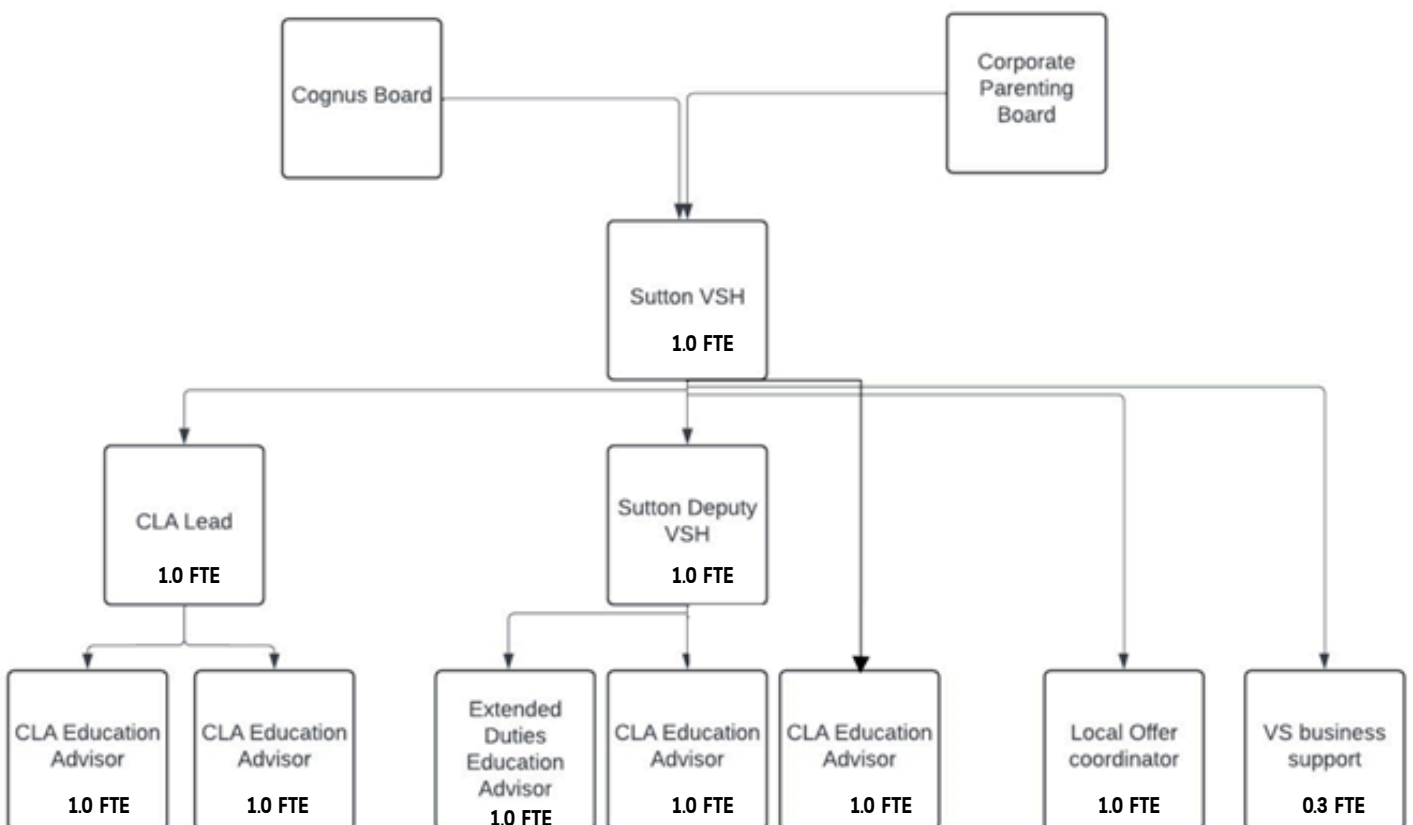 Cognus Board
Corporate
Parenting
Board
Sutton VSH
1.0 FTE
CLA Lead
1.0 FTE
Sutton Deputy
VSH
1.0 FTE
CLA Education
Advisor
1.0 FTE
CLA Education
Advisor
1.0 FTE
Extended
Duties
Education
Advisor
1.0 FTE
CLA Education
Advisor
1.0 FTE
CLA Education
Advisor
1.0 FTE
Local Offer
coordinator
1.0 FTE
VS business
support
0.3 FTE